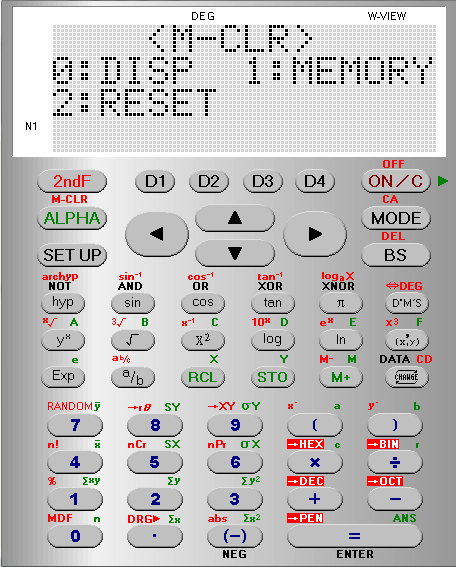 DEG W-VIEW
<M-CLR>
0:DISP 1:MEMORY
2:RESET
N1
OFF
2ndF D1 D2 D3 D4 ON/C
M-CLR CA
ALPHA ◄ ▲ ► MODE
DEL
SET UP ▼ BS
archyp sin⁻¹ cos⁻¹ tan⁻¹ logₐX ⇔DEG
NOT AND OR XOR XNOR
hyp sin cos tan π D°M'S
ˣ√ A ³√ B x⁻¹ C 10ˣ D eˣ E x³ F
yˣ √ X² log ln (x,y)
e aᵇ/c X Y M- M DATA CD
Exp a/b RCL STO M+ CHANGE
RANDOM ȳ →rθ SY →XY σY x' a y' b
7 8 9 ( )
n! x̄ nCr SX nPr σX →HEX c →BIN r
4 5 6 × ÷
% Σxy Σy Σy² →DEC →OCT
1 2 3 + −
MDF n DRG► Σx abs Σx² →PEN ANS
0 · (−) =
NEG ENTER